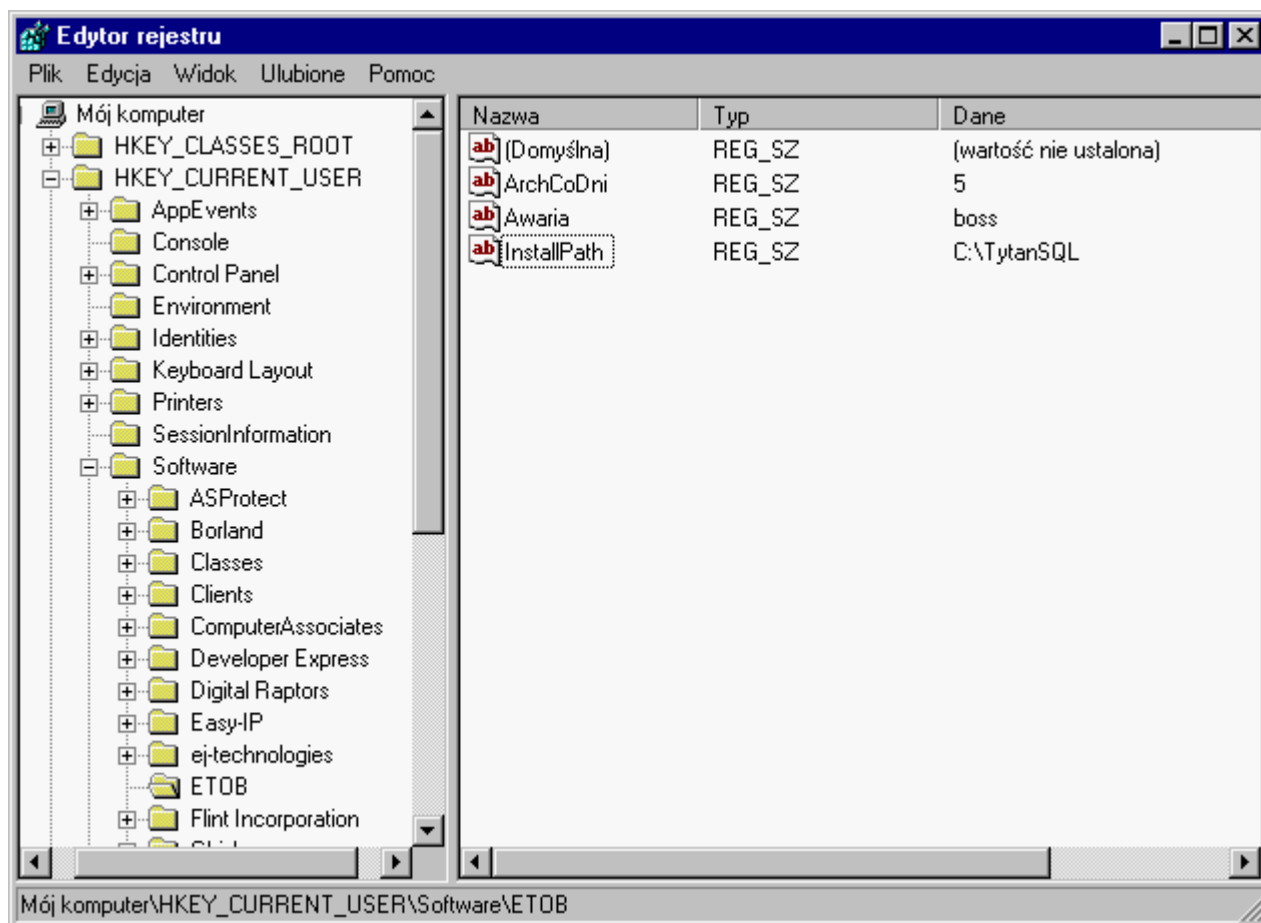 Edytor rejestru
Plik Edycja Widok Ulubione Pomoc
Mój komputer
HKEY_CLASSES_ROOT
HKEY_CURRENT_USER
AppEvents
Console
Control Panel
Environment
Identities
Keyboard Layout
Printers
SessionInformation
Software
ASProtect
Borland
Classes
Clients
ComputerAssociates
Developer Express
Digital Raptors
Easy-IP
ej-technologies
ETOB
Flint Incorporation
Nazwa Typ Dane
(Domyślna) REG_SZ (wartość nie ustalona)
ArchCoDni REG_SZ 5
Awaria REG_SZ boss
InstallPath REG_SZ C:\TytanSQL
Mój komputer\HKEY_CURRENT_USER\Software\ETOB